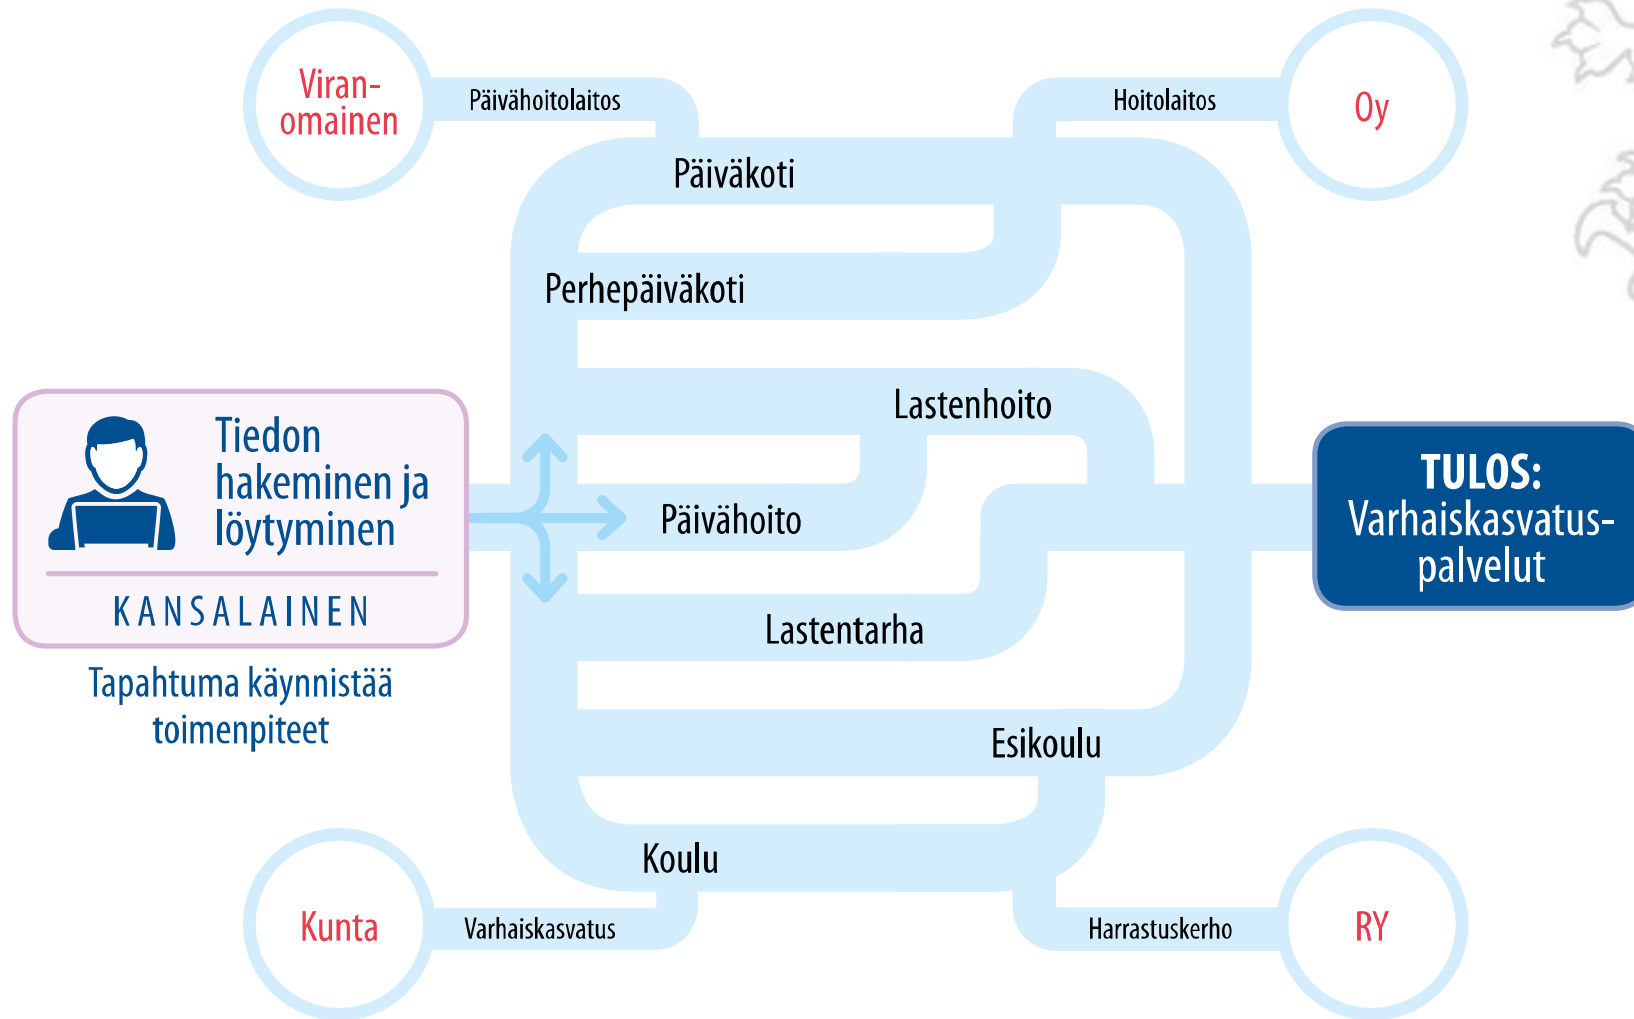 Viran-
omainen
Päivähoitolaitos
Hoitolaitos
Oy
Päiväkoti
Perhepäiväkoti
Lastenhoito
Tiedon
hakeminen ja
löytyminen
KANSALAINEN
Tapahtuma käynnistää
toimenpiteet
Päivähoito
TULOS:
Varhaiskasvatus-
palvelut
Lastentarha
Esikoulu
Koulu
Kunta
Varhaiskasvatus
Harrastuskerho
RY